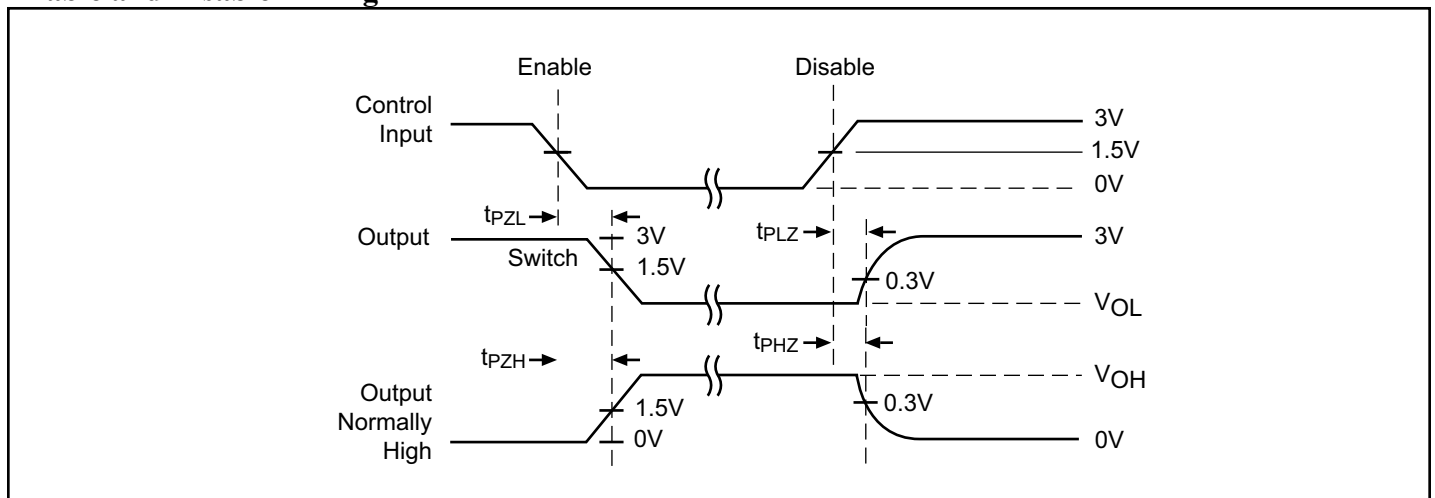 Enable Disable
Control
Input
3V
1.5V
0V
tPZL
tPLZ
Output
Switch
3V
1.5V
3V
0.3V
VOL
tPZH
tPHZ
VOH
Output
Normally
High
1.5V
0V
0.3V
0V